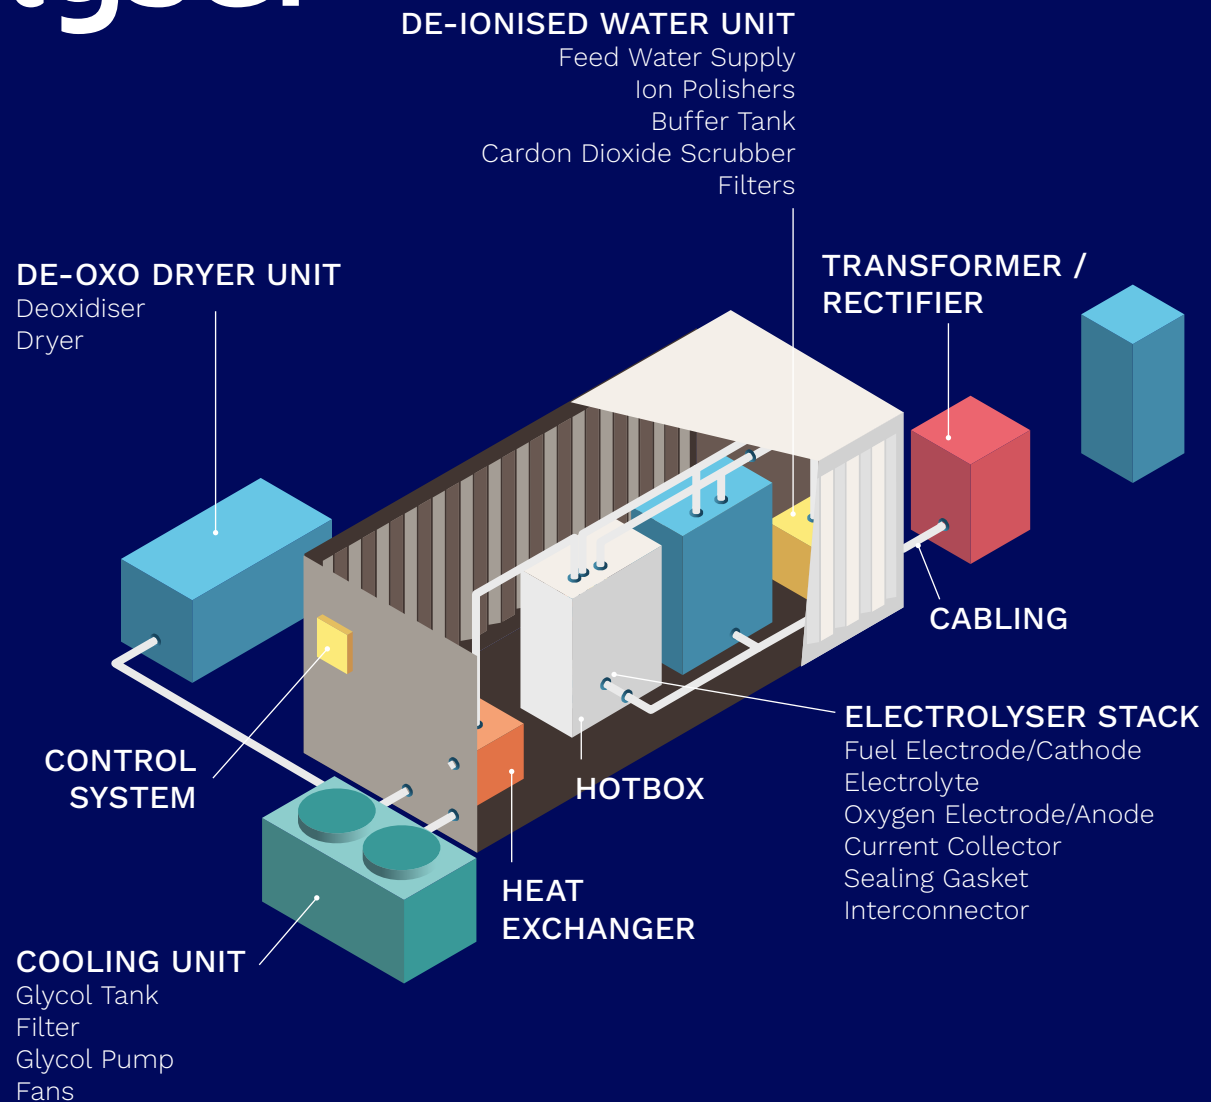 DE-IONISED WATER UNIT
Feed Water Supply
Ion Polishers
Buffer Tank
Cardon Dioxide Scrubber
Filters
DE-OXO DRYER UNIT
Deoxidiser
Dryer
TRANSFORMER /
RECTIFIER
CABLING
CONTROL
SYSTEM
HOTBOX
ELECTROLYSER STACK
Fuel Electrode/Cathode
Electrolyte
Oxygen Electrode/Anode
Current Collector
Sealing Gasket
Interconnector
HEAT
EXCHANGER
COOLING UNIT
Glycol Tank
Filter
Glycol Pump
Fans